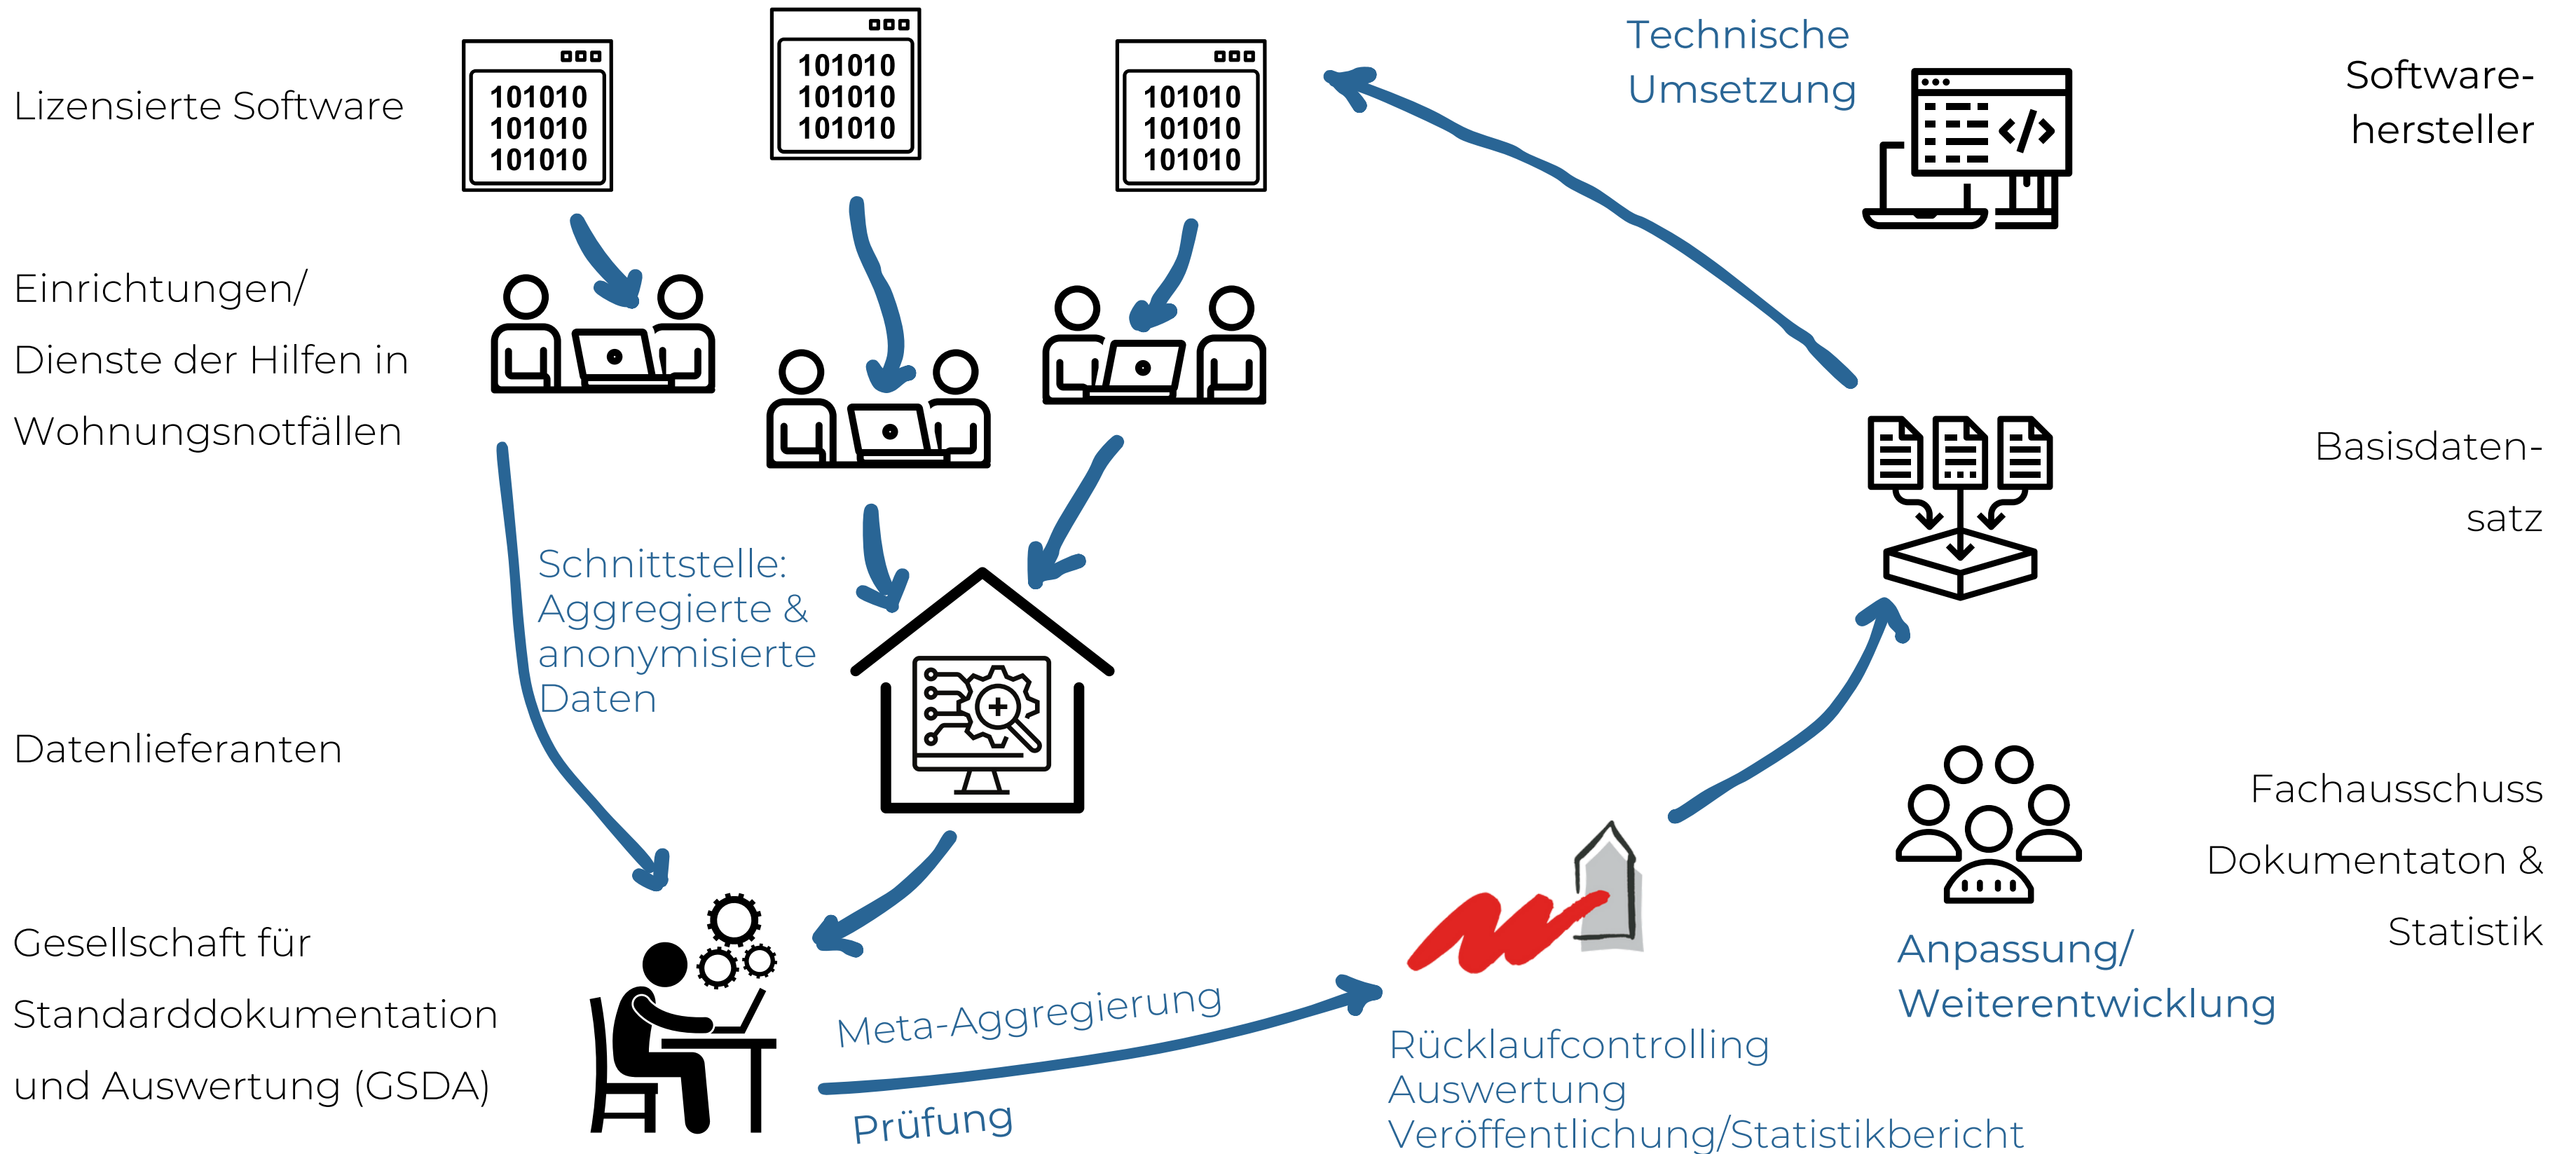 Lizensierte Software
101010
101010
101010
101010
101010
101010
101010
101010
101010
Technische
Umsetzung
</>
Software-
hersteller
Einrichtungen/
Dienste der Hilfen in
Wohnungsnotfällen
Basisdaten-
satz
Schnittstelle:
Aggregierte &
anonymisierte
Daten
Datenlieferanten
Fachausschuss
Dokumentaton &
Statistik
Anpassung/
Weiterentwicklung
Gesellschaft für
Standarddokumentation
und Auswertung (GSDA)
Meta-Aggregierung
Prüfung
Rücklaufcontrolling
Auswertung
Veröffentlichung/Statistikbericht